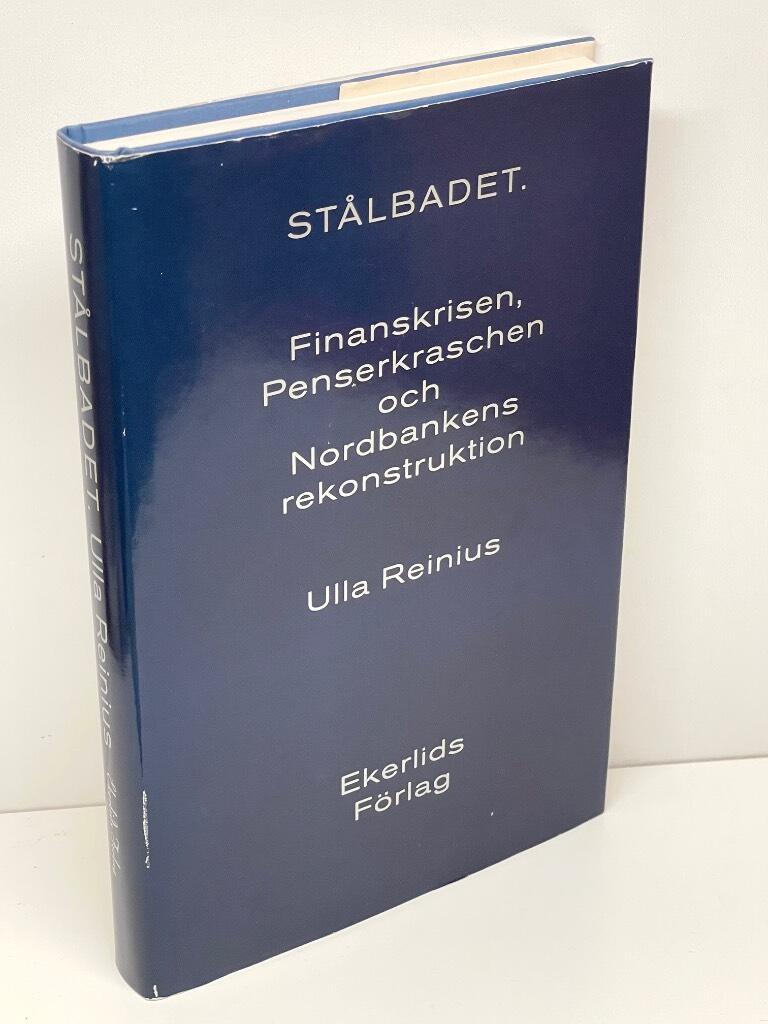 STÅLBADET.
Finanskrisen,
Penserkraschen
och
Nordbankens
rekonstruktion
Ulla Reinius
Ekerlids
Förlag
STÅLBADET. Ulla Reinius